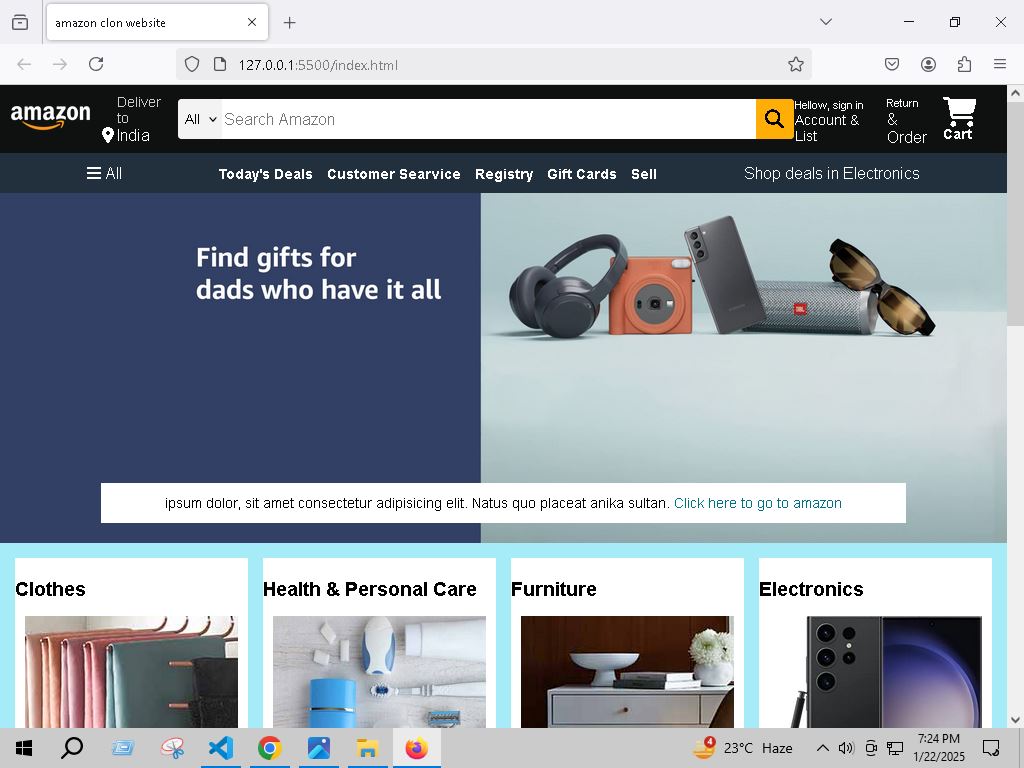 amazon clon website
127.0.0.1:5500/index.html
amazon
Deliver
to
India
All
Search Amazon
Hellow, sign in
Account &
List
Return
&
Order
Cart
All
Today's Deals
Customer Searvice
Registry
Gift Cards
Sell
Shop deals in Electronics
Find gifts for
dads who have it all
JBL
ipsum dolor, sit amet consectetur adipisicing elit. Natus quo placeat anika sultan. Click here to go to amazon
Clothes
Health & Personal Care
Furniture
Electronics
4
23°C Haze
7:24 PM
1/22/2025